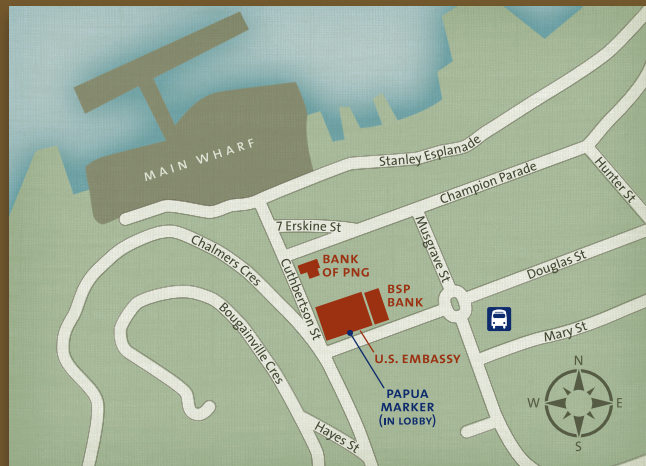 MAIN WHARF
Stanley Esplanade
Champion Parade
Hunter St
7 Erskine St
Musgrave St
Chalmers Cres
Cuthbertson St
BANK
OF PNG
Douglas St
BSP
BANK
Bougainville Cres
Mary St
U.S. EMBASSY
PAPUA
MARKER
(IN LOBBY)
Hayes St
N
W
E
S